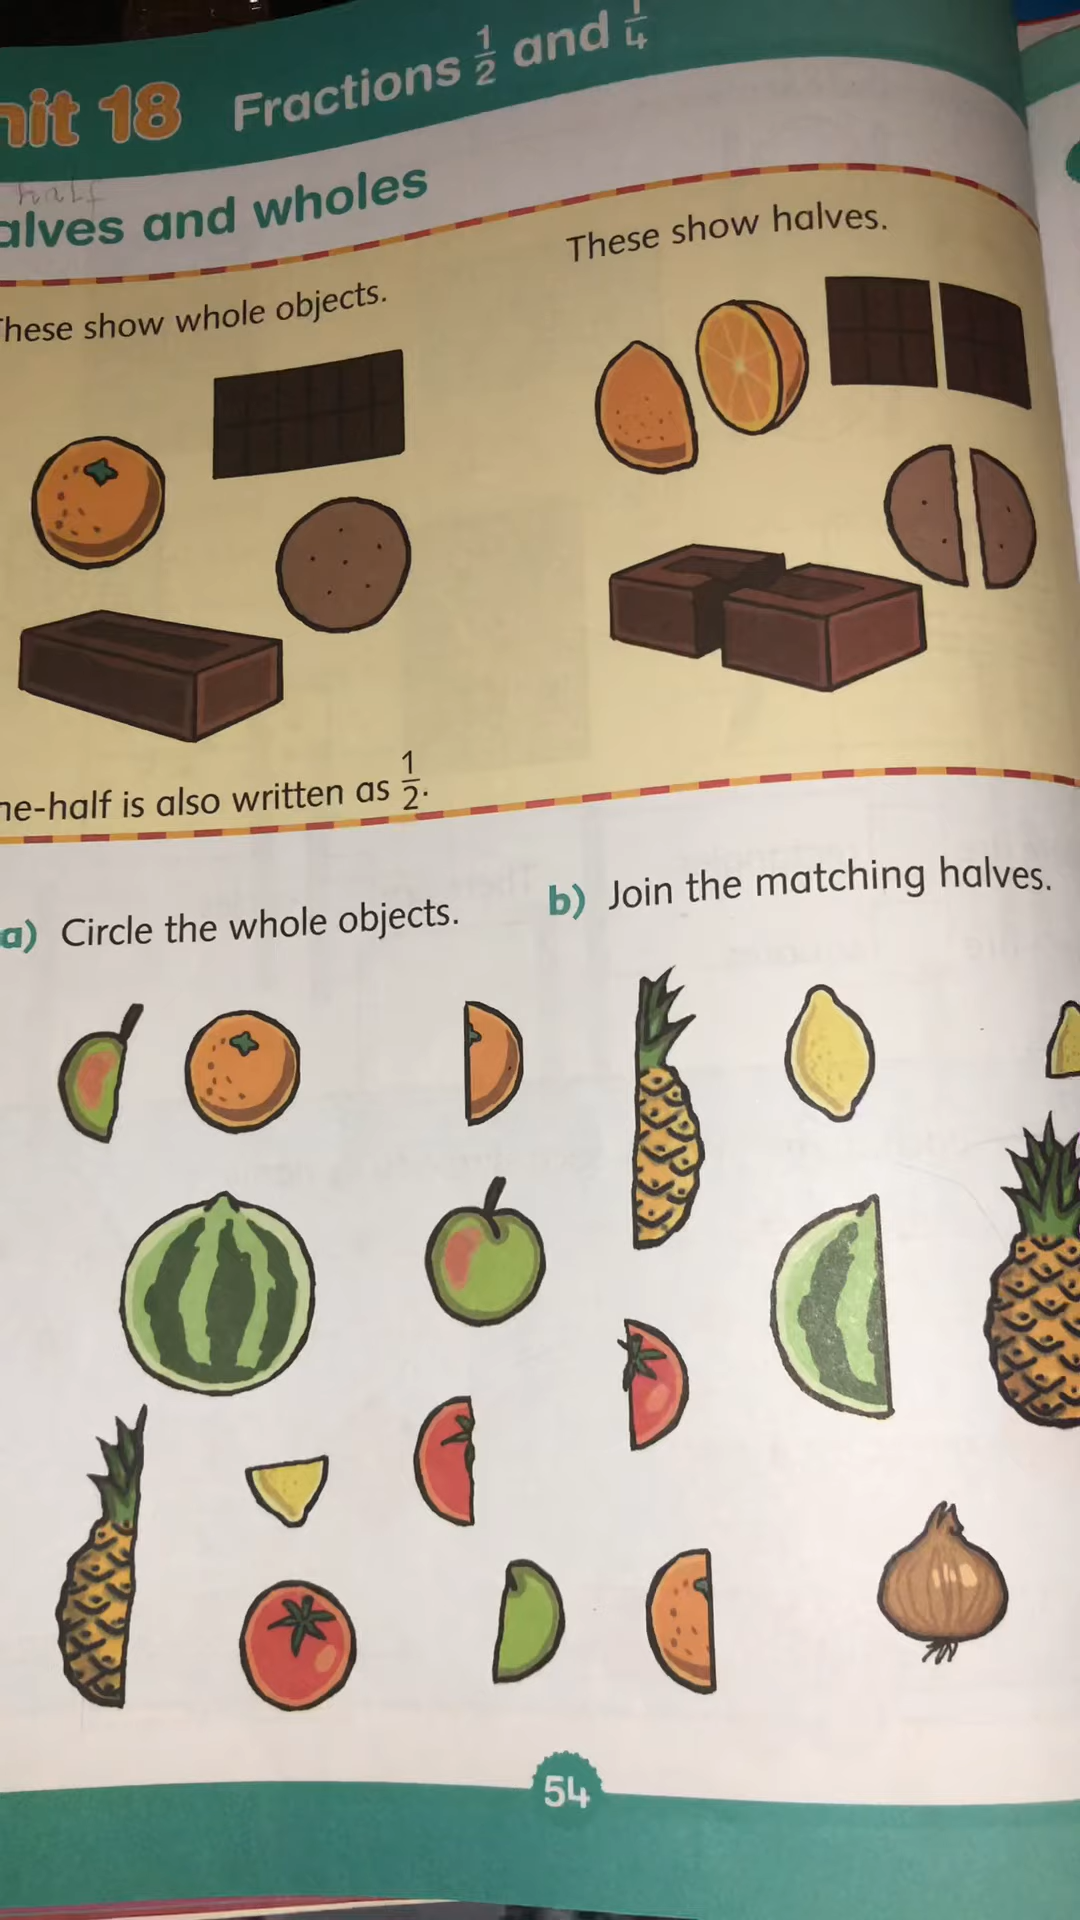 nit 18 Fractions 1/2 and 1/4
half
alves and wholes
These show whole objects.
These show halves.
ne-half is also written as 1/2.
a) Circle the whole objects.
b) Join the matching halves.
54